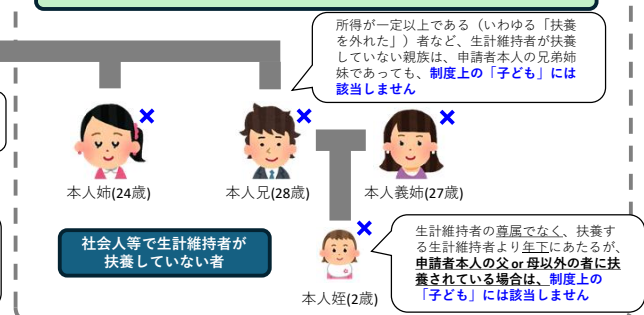 所得が一定以上である（いわゆる「扶養
を外れた」）者など、生計維持者が扶養
していない親族は、申請者本人の兄弟姉
妹であっても、制度上の「子ども」には
該当しません
×
×
×
本人姉(24歳)
本人兄(28歳)
本人義姉(27歳)
社会人等で生計維持者が
扶養していない者
×
本人姪(2歳)
生計維持者の尊属でなく、扶養す
る生計維持者より年下にあたるが、
申請者本人の父 or 母以外の者に扶
養されている場合は、制度上の
「子ども」には該当しません